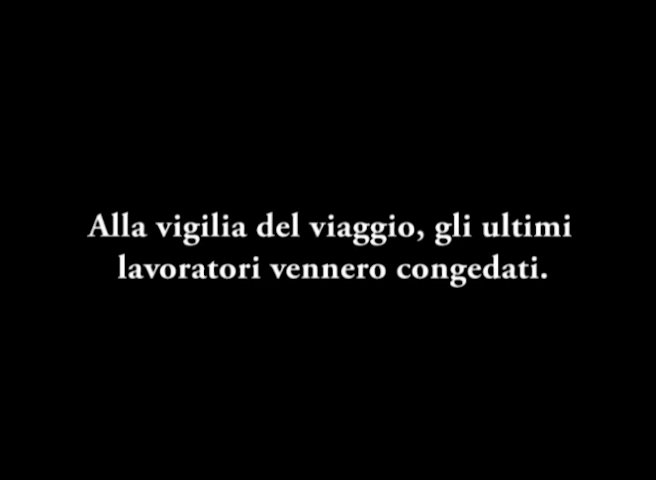 Alla vigilia del viaggio, gli ultimi
lavoratori vennero congedati.